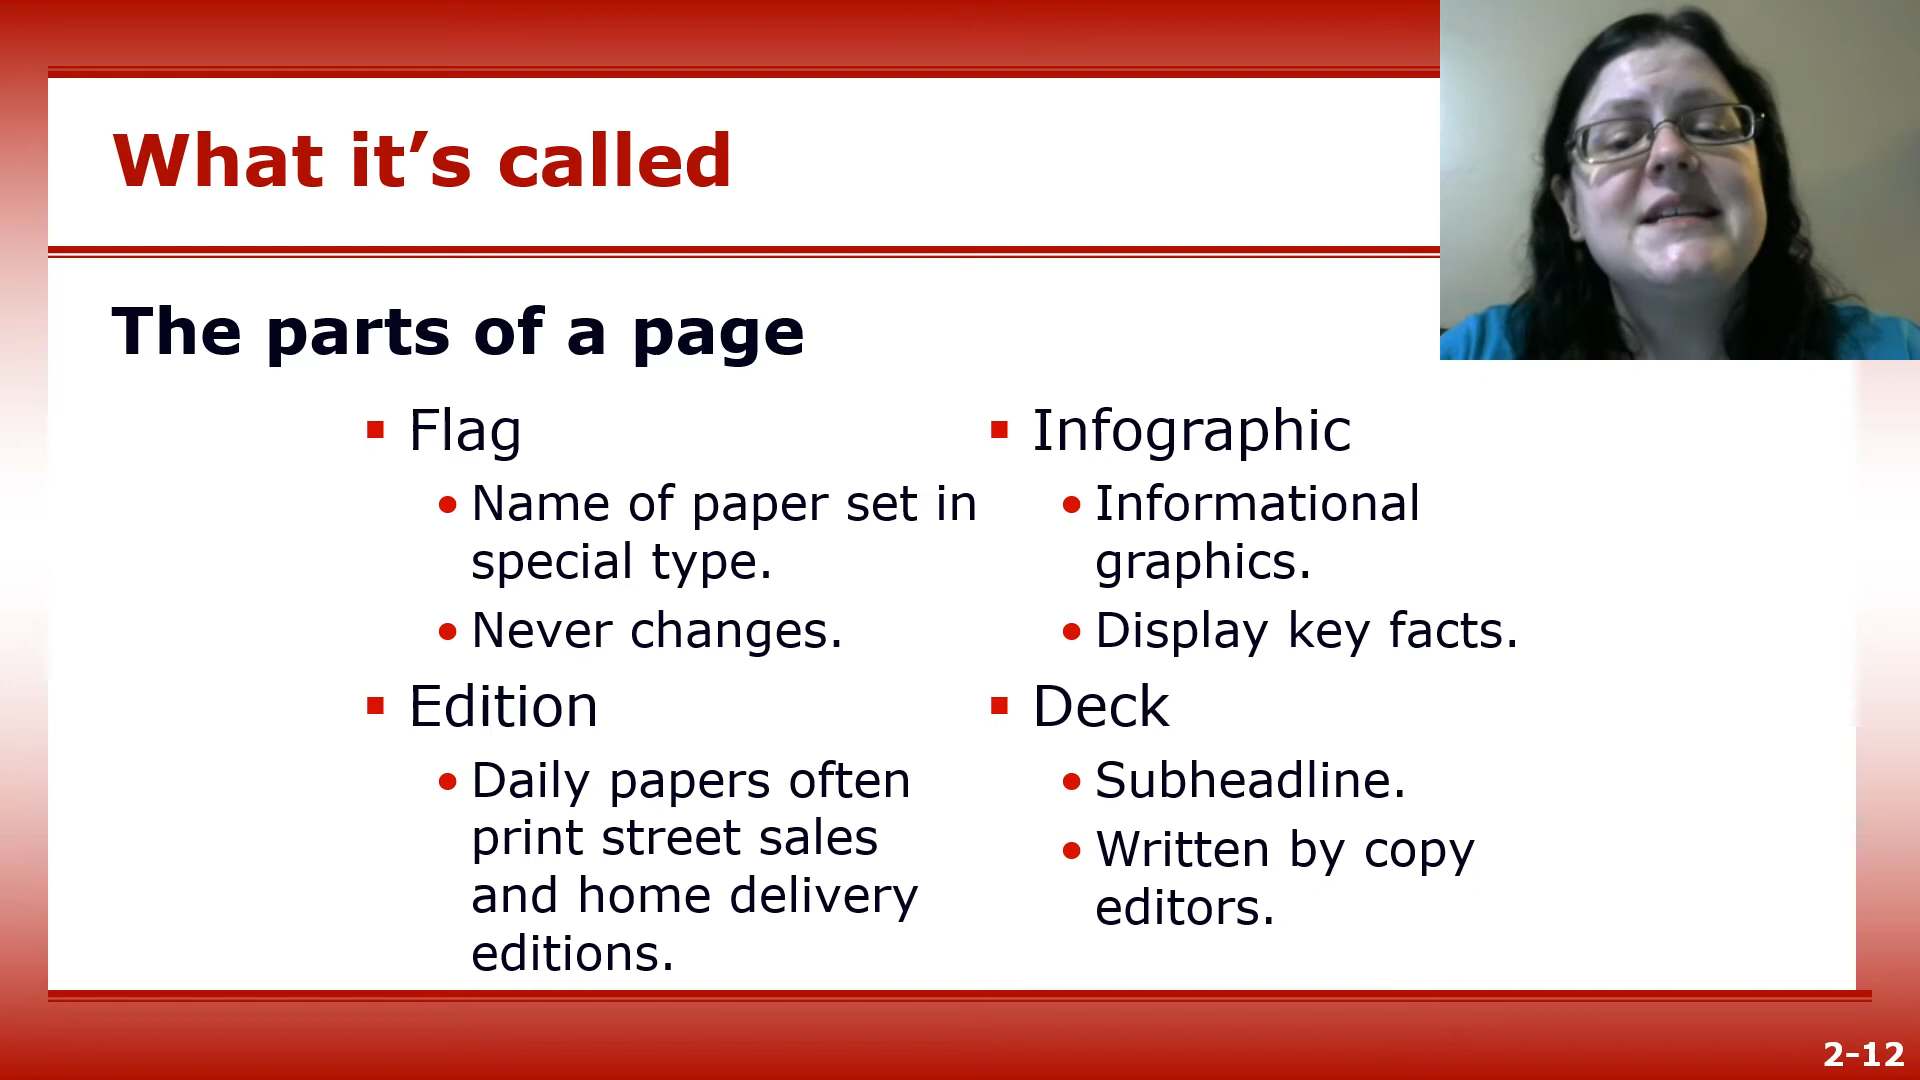 What it’s called
The parts of a page
Flag
Name of paper set in
special type.
Never changes.
Edition
Daily papers often
print street sales
and home delivery
editions.
Infographic
Informational
graphics.
Display key facts.
Deck
Subheadline.
Written by copy
editors.
2-12